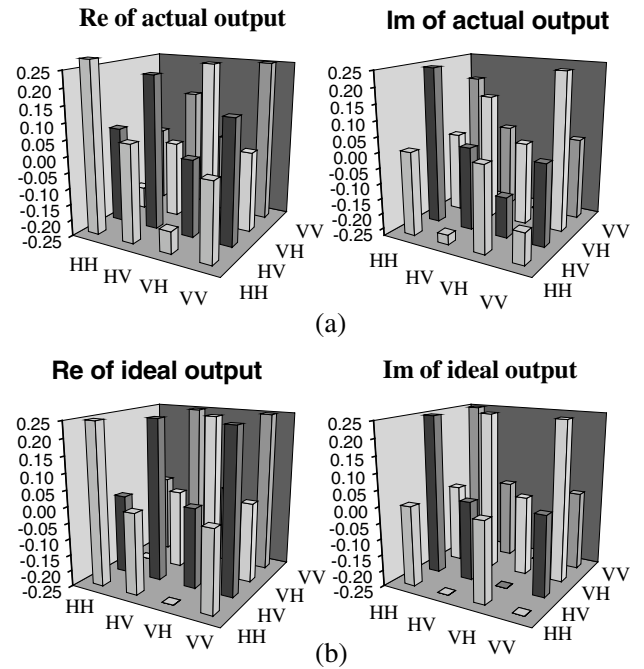 Re of actual output
Im of actual output
0.25
0.20
0.15
0.10
0.05
0.00
-0.05
-0.10
-0.15
-0.20
-0.25
HH
HV
VH
VV
HH
HV
VH
VV
0.25
0.20
0.15
0.10
0.05
0.00
-0.05
-0.10
-0.15
-0.20
-0.25
HH
HV
VH
VV
HH
HV
VH
VV
(a)
Re of ideal output
Im of ideal output
0.25
0.20
0.15
0.10
0.05
0.00
-0.05
-0.10
-0.15
-0.20
-0.25
HH
HV
VH
VV
HH
HV
VH
VV
0.25
0.20
0.15
0.10
0.05
0.00
-0.05
-0.10
-0.15
-0.20
-0.25
HH
HV
VH
VV
HH
HV
VH
VV
(b)